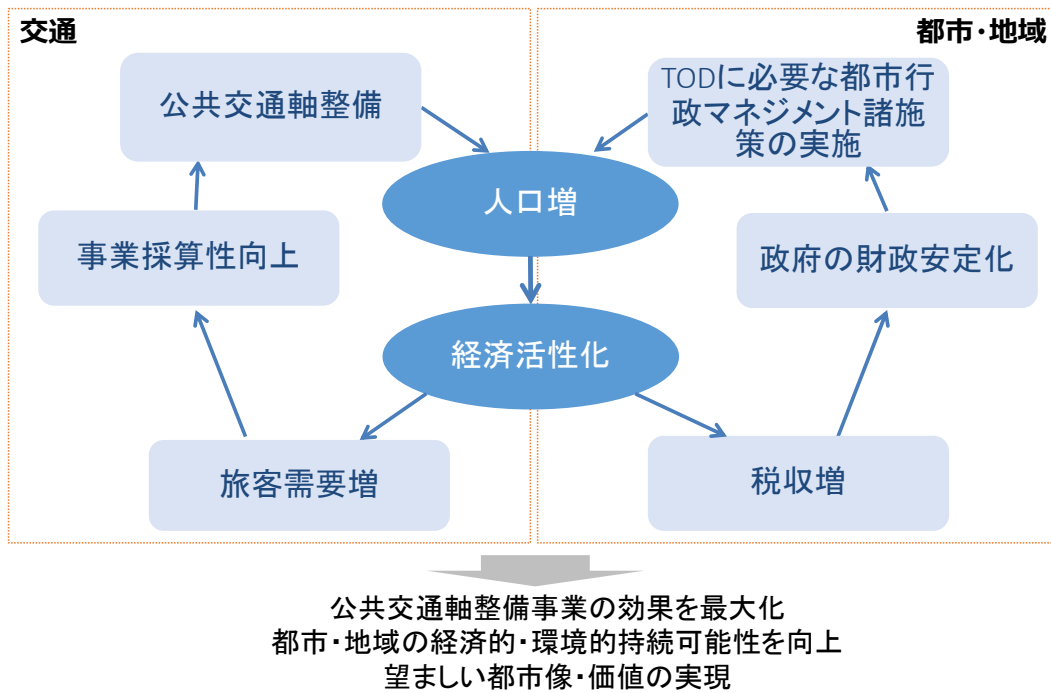 交通
都市・地域
公共交通軸整備
TODに必要な都市行
政マネジメント諸施
策の実施
人口増
事業採算性向上
政府の財政安定化
経済活性化
旅客需要増
税収増
公共交通軸整備事業の効果を最大化
都市・地域の経済的・環境的持続可能性を向上
望ましい都市像・価値の実現